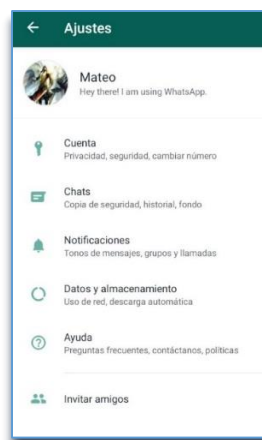 Ajustes
Mateo
Hey there! I am using WhatsApp.
Cuenta
Privacidad, seguridad, cambiar número
Chats
Copia de seguridad, historial, fondo
Notificaciones
Tonos de mensajes, grupos y llamadas
Datos y almacenamiento
Uso de red, descarga automática
Ayuda
Preguntas frecuentes, contáctanos, políticas
Invitar amigos